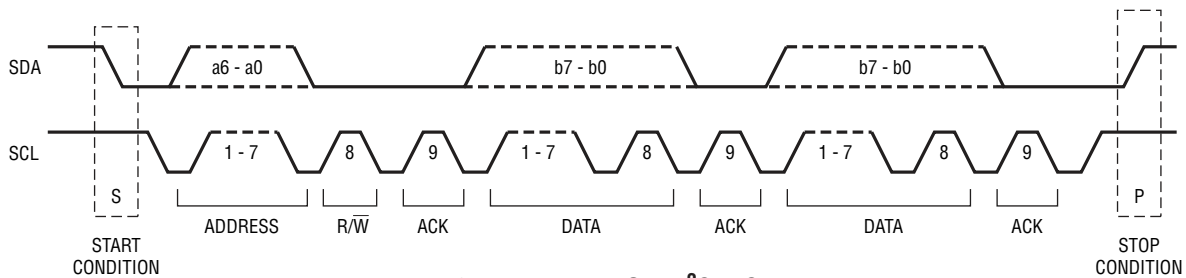 SDA
a6 - a0
b7 - b0
b7 - b0
SCL
1 - 7
8
9
1 - 7
8
9
1 - 7
8
9
S
P
ADDRESS
R/W̅
ACK
DATA
ACK
DATA
ACK
START
CONDITION
STOP
CONDITION